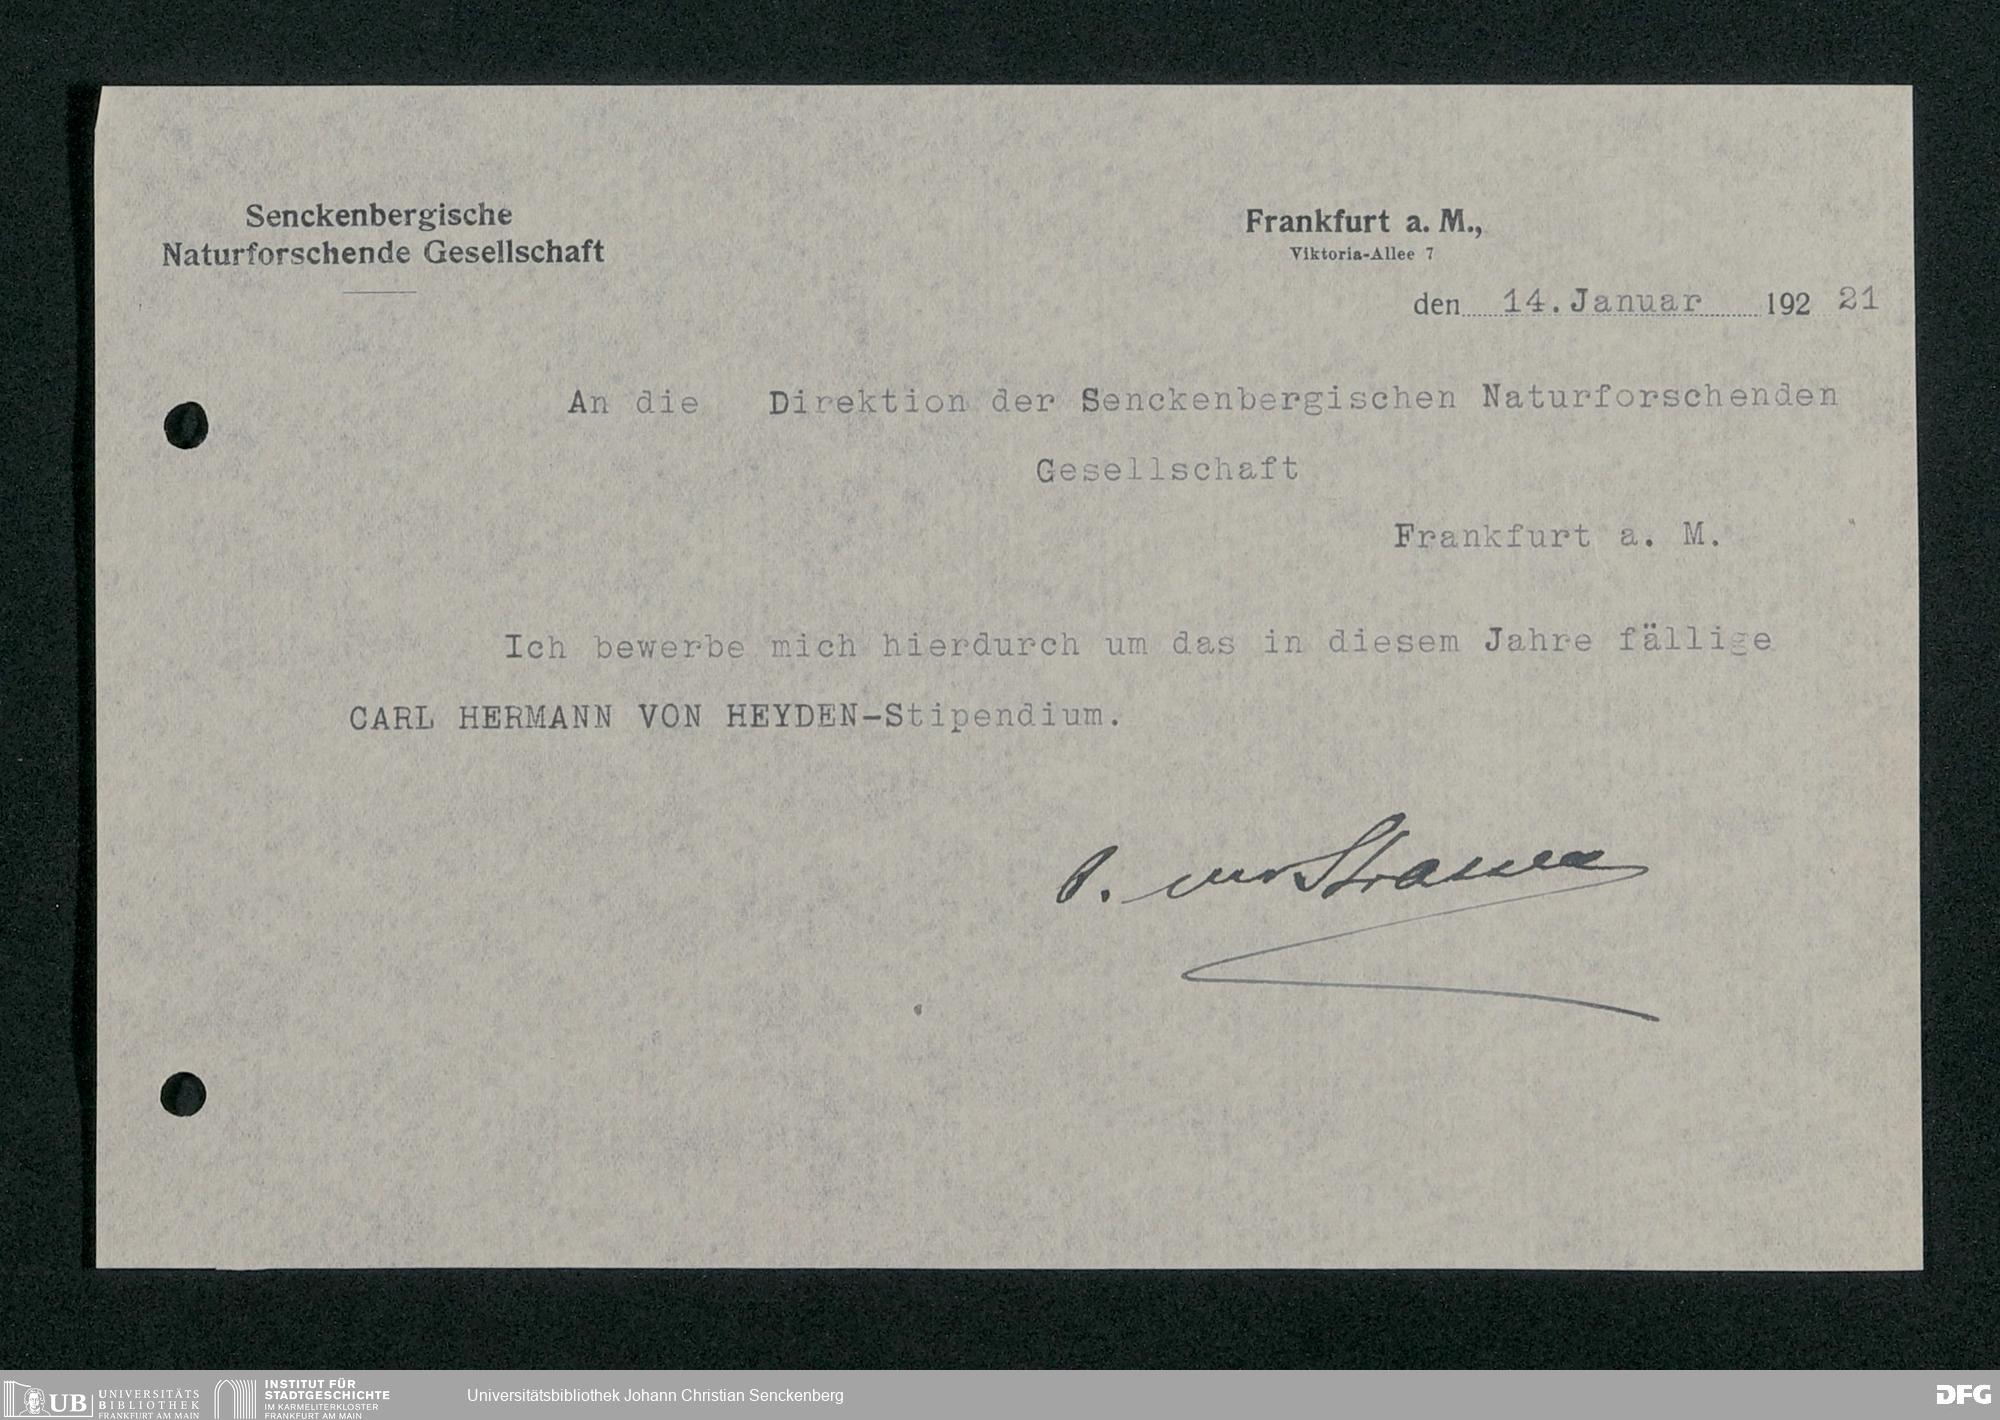 Senckenbergische
Naturforschende Gesellschaft
Frankfurt a. M.,
Viktoria-Allee 7
den 14.Januar 192 21
An die Direktion der Senckenbergischen Naturforschenden
Gesellschaft
Frankfurt a. M.
Ich bewerbe mich hierdurch um das in diesem Jahre fällige
CARL HERMANN VON HEYDEN-Stipendium.
O. zur Strassen
UB UNIVERSITÄTS
BIBLIOTHEK
FRANKFURT AM MAIN
INSTITUT FÜR
STADTGESCHICHTE
IM KARMELITERKLOSTER
FRANKFURT AM MAIN
Universitätsbibliothek Johann Christian Senckenberg
DFG